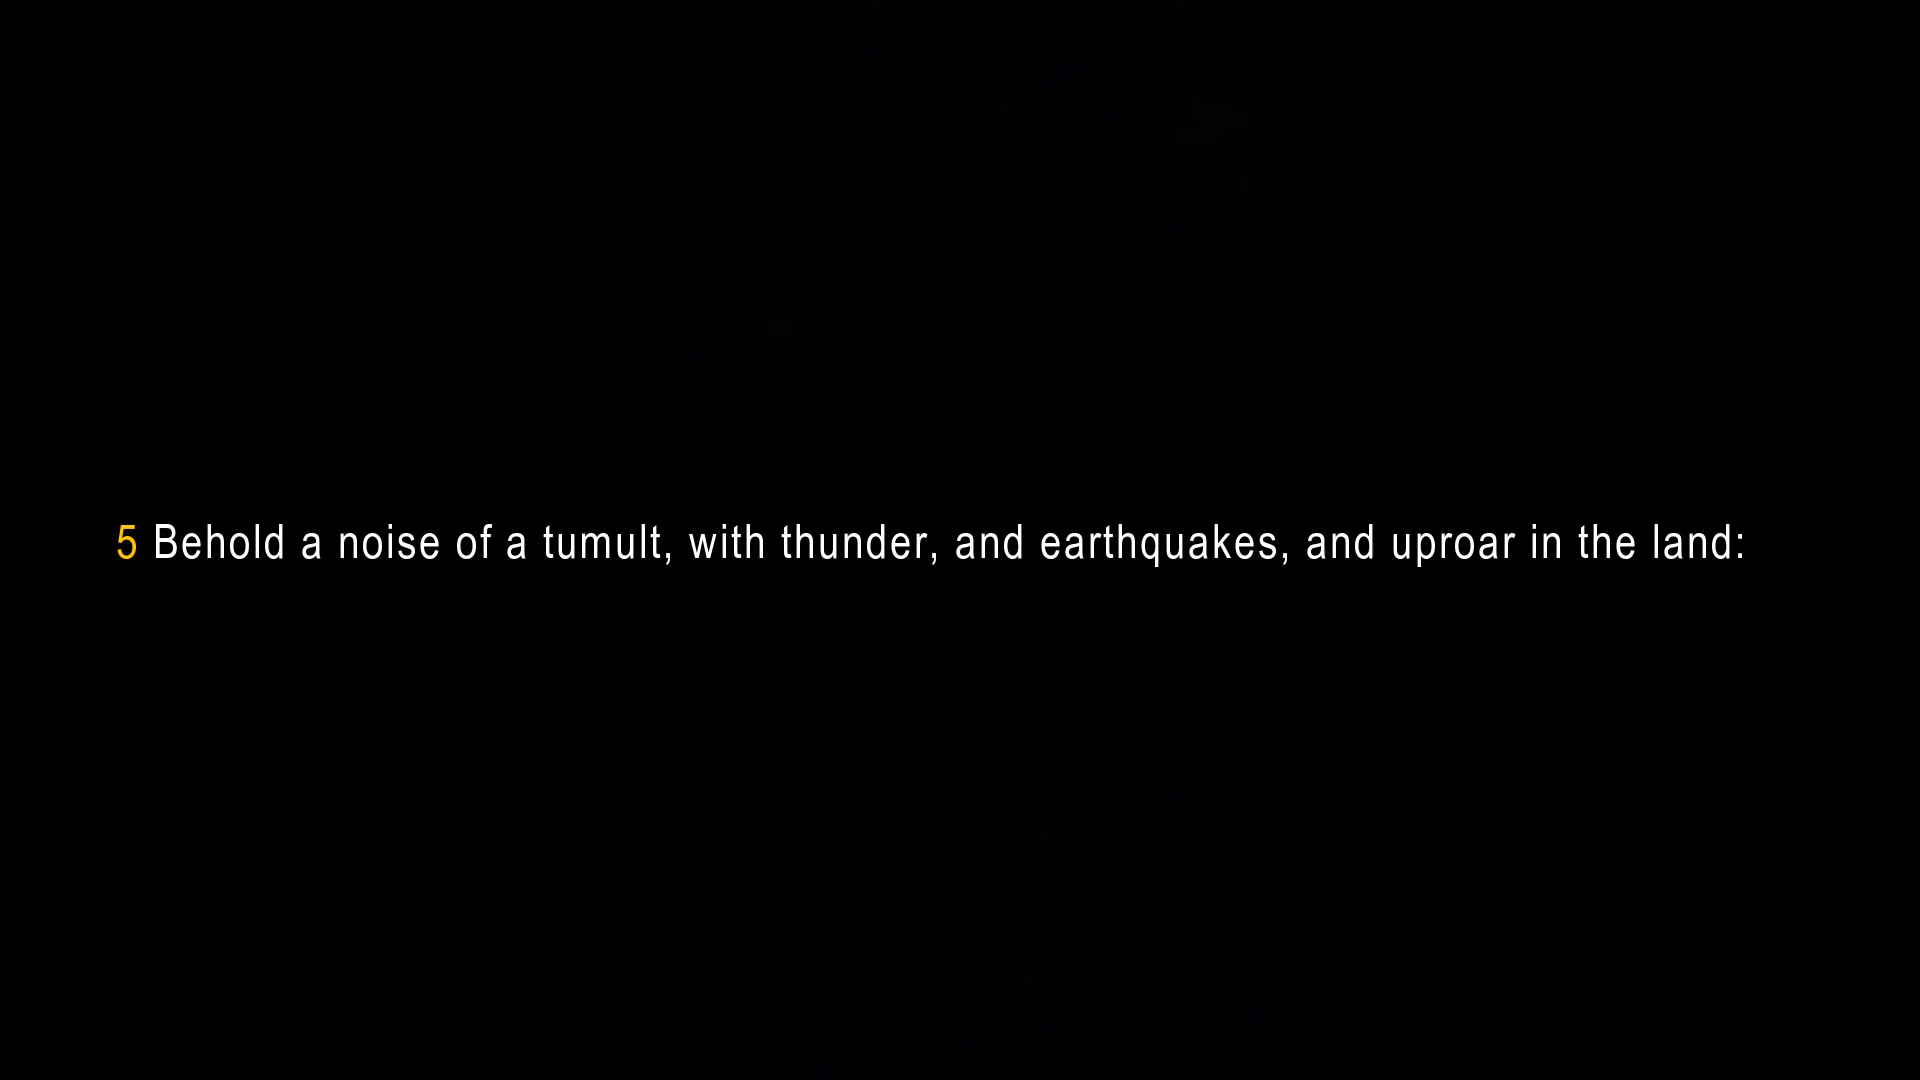 5 Behold a noise of a tumult, with thunder, and earthquakes, and uproar in the land: